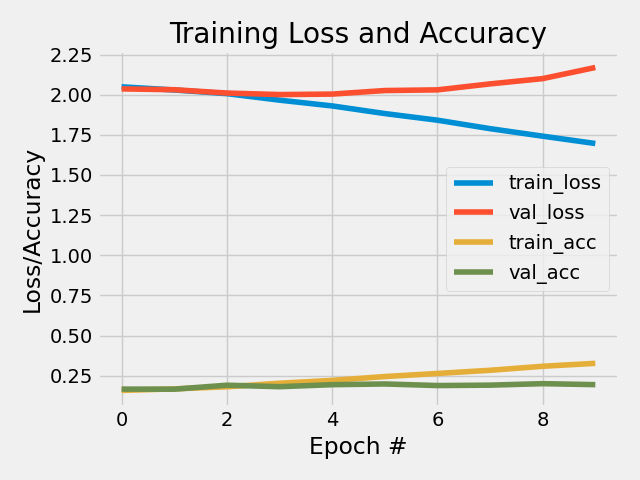 Training Loss and Accuracy
Loss/Accuracy
2.25
2.00
1.75
1.50
1.25
1.00
0.75
0.50
0.25
train_loss
val_loss
train_acc
val_acc
0 2 4 6 8
Epoch #